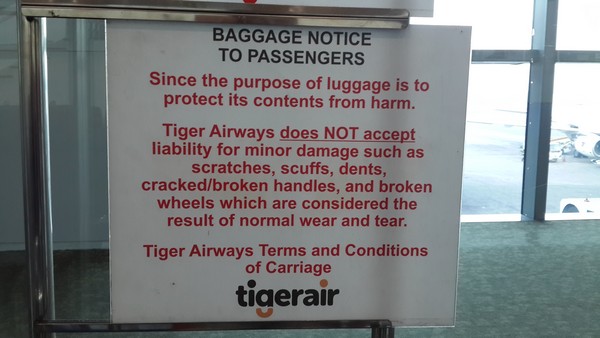 BAGGAGE NOTICE
TO PASSENGERS
Since the purpose of luggage is to
protect its contents from harm.
Tiger Airways does NOT accept
liability for minor damage such as
scratches, scuffs, dents,
cracked/broken handles, and broken
wheels which are considered the
result of normal wear and tear.
Tiger Airways Terms and Conditions
of Carriage
tigerair